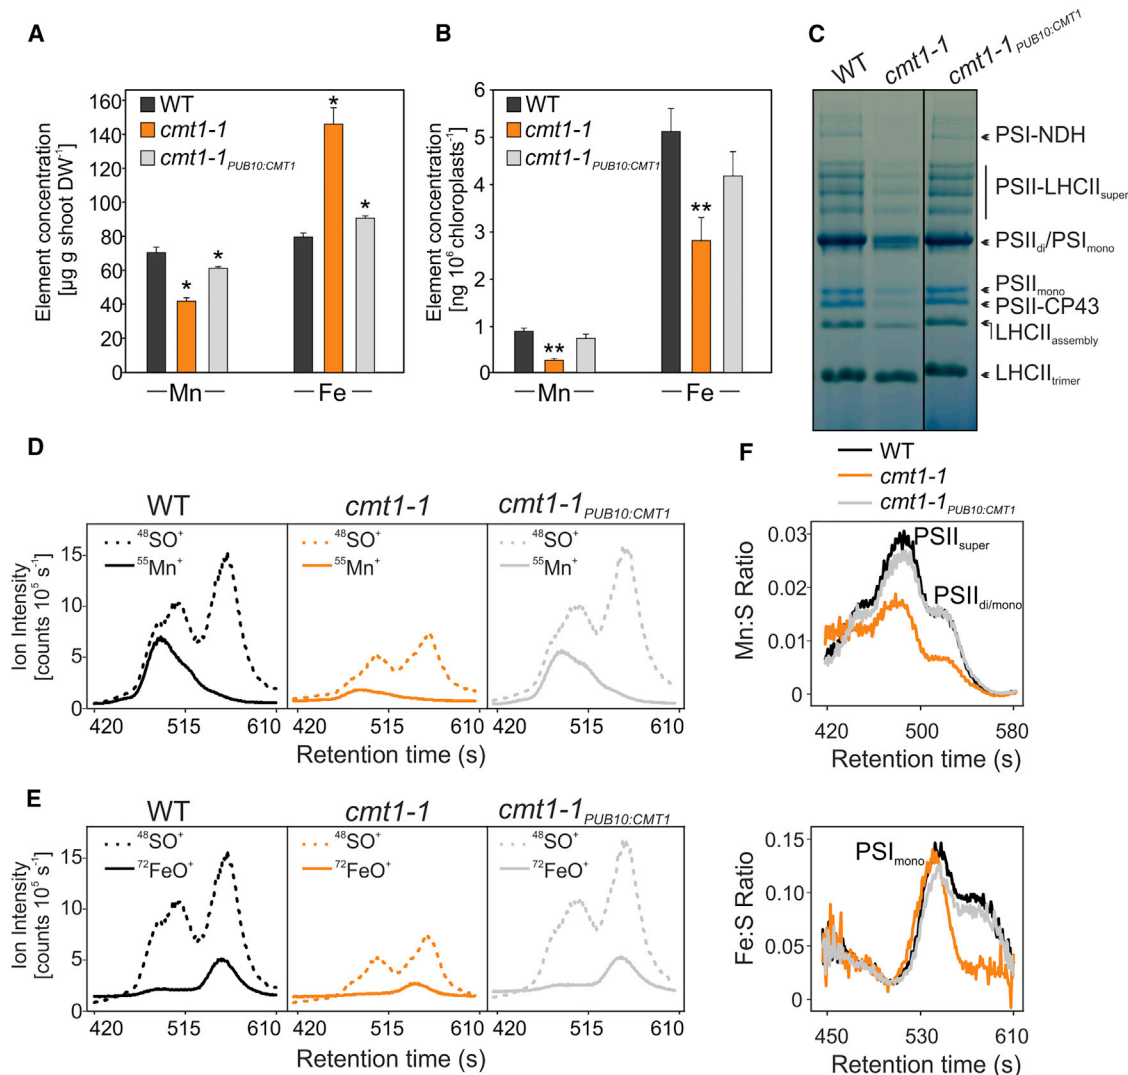 A
Element concentration
[µg g shoot DW⁻¹]
160
140
120
100
80
60
40
20
0
WT
cmt1-1
cmt1-1PUB10:CMT1
*
*
*
*
Mn
Fe
B
Element concentration
[ng 10⁶ chloroplasts⁻¹]
6
5
4
3
2
1
0
WT
cmt1-1
cmt1-1PUB10:CMT1
**
**
Mn
Fe
C
WT
cmt1-1
cmt1-1PUB10:CMT1
PSI-NDH
PSII-LHCIIsuper
PSIIdi/PSImono
PSIImono
PSII-CP43
LHCIIassembly
LHCIItrimer
D
WT
cmt1-1
cmt1-1PUB10:CMT1
Ion Intensity
[counts 10⁵ s⁻¹]
15
10
5
⁴⁸SO⁺
⁵⁵Mn⁺
⁴⁸SO⁺
⁵⁵Mn⁺
⁴⁸SO⁺
⁵⁵Mn⁺
420 515 610 420 515 610 420 515 610
Retention time (s)
E
WT
cmt1-1
cmt1-1PUB10:CMT1
Ion Intensity
[counts 10⁵ s⁻¹]
15
10
5
0
⁴⁸SO⁺
⁷²FeO⁺
⁴⁸SO⁺
⁷²FeO⁺
⁴⁸SO⁺
⁷²FeO⁺
420 515 610 420 515 610 420 515 610
Retention time (s)
F
WT
cmt1-1
cmt1-1PUB10:CMT1
Mn:S Ratio
0.03
0.02
0.01
0
PSIIsuper
PSIIdi/mono
420 500 580
Retention time (s)
Fe:S Ratio
0.15
0.10
0.05
0
PSImono
450 530 610
Retention time (s)